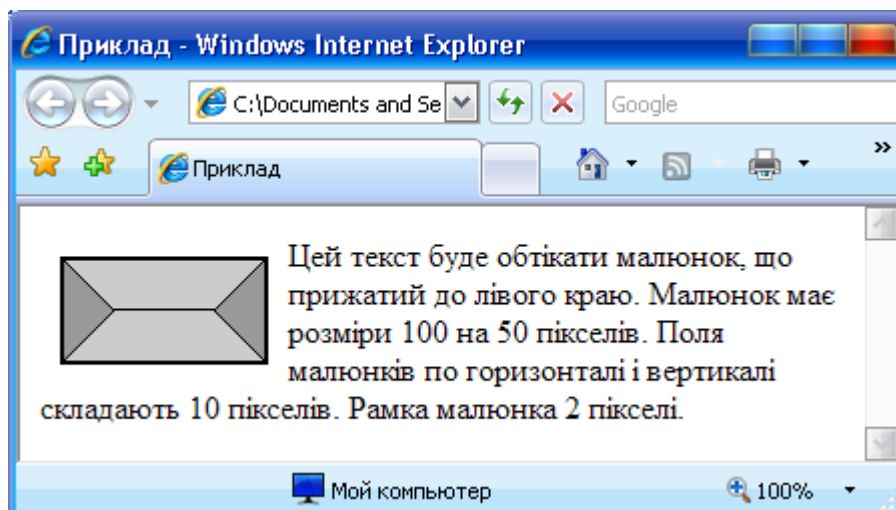 Приклад - Windows Internet Explorer
C:\Documents and Se
Google
Приклад
»
Цей текст буде обтікати малюнок, що
прижатий до лівого краю. Малюнок має
розміри 100 на 50 пікселів. Поля
малюнків по горизонталі і вертикалі
складають 10 пікселів. Рамка малюнка 2 пікселі.
Мой компьютер
100%